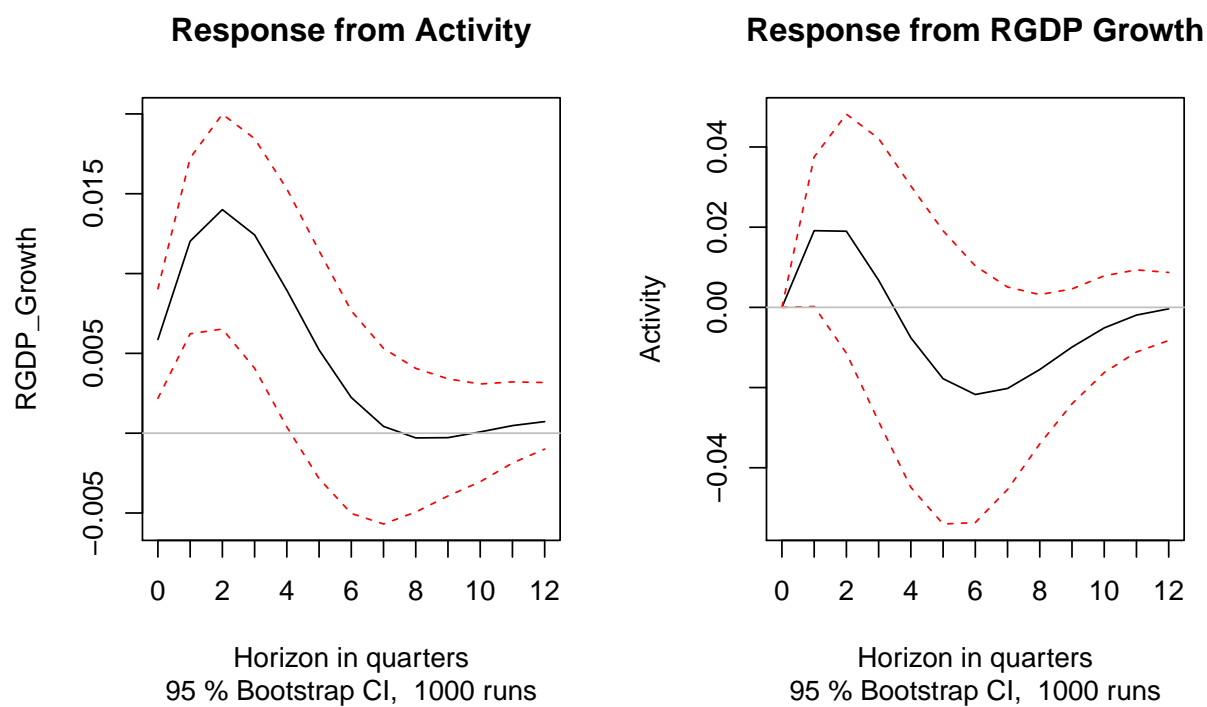 Response from Activity
RGDP_Growth
0.015
0.005
−0.005
0 2 4 6 8 10 12
Horizon in quarters
95 % Bootstrap CI,  1000 runs
Response from RGDP Growth
Activity
0.04
0.02
0.00
−0.04
0 2 4 6 8 10 12
Horizon in quarters
95 % Bootstrap CI,  1000 runs